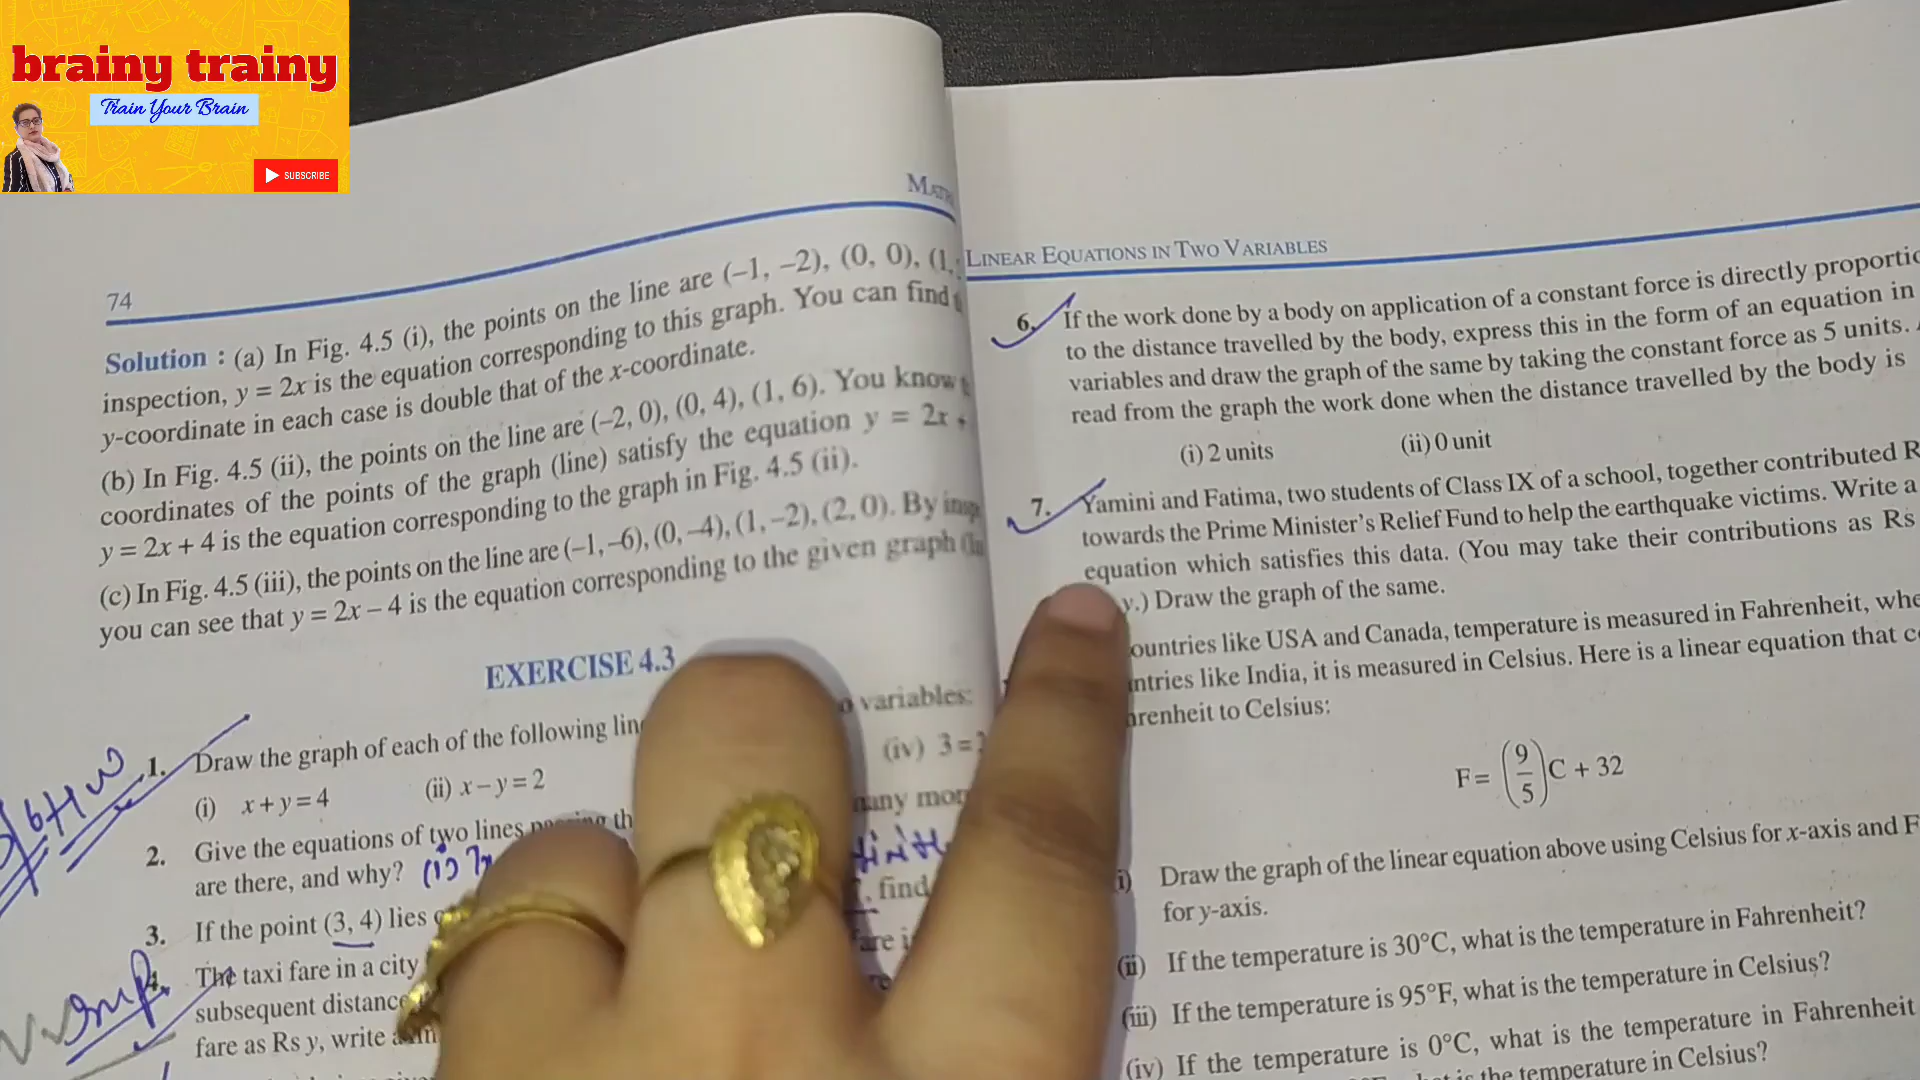 brainy trainy
Train Your Brain
SUBSCRIBE
74
Solution : (a) In Fig. 4.5 (i), the points on the line are (–1, –2), (0, 0), (1,
inspection, y = 2x is the equation corresponding to this graph. You can find
y-coordinate in each case is double that of the x-coordinate.
(b) In Fig. 4.5 (ii), the points on the line are (–2, 0), (0, 4), (1, 6). You know
coordinates of the points of the graph (line) satisfy the equation y = 2x +
y = 2x + 4 is the equation corresponding to the graph in Fig. 4.5 (ii).
(c) In Fig. 4.5 (iii), the points on the line are (–1, –6), (0, –4), (1, –2), (2, 0). By
you can see that y = 2x – 4 is the equation corresponding to the given graph
EXERCISE 4.3
1. Draw the graph of each of the following variables:
(i) x + y = 4 (ii) x – y = 2 (iv) 3 =
2. Give the equations of two lines many
are there, and why? (i)
3. If the point (3, 4) lies find
4. The taxi fare in a city
subsequent distance
fare as Rs y, write
LINEAR EQUATIONS IN TWO VARIABLES
6. If the work done by a body on application of a constant force is directly
to the distance travelled by the body, express this in the form of an equation in
variables and draw the graph of the same by taking the constant force as 5 units.
read from the graph the work done when the distance travelled by the body is
(i) 2 units (ii) 0 unit
7. Yamini and Fatima, two students of Class IX of a school, together contributed
towards the Prime Minister's Relief Fund to help the earthquake victims. Write a
equation which satisfies this data. (You may take their contributions as Rs
y.) Draw the graph of the same.
like USA and Canada, temperature is measured in Fahrenheit,
like India, it is measured in Celsius. Here is a linear equation that
to Celsius:
F = (9/5)C + 32
(i) Draw the graph of the linear equation above using Celsius for x-axis and
for y-axis.
(ii) If the temperature is 30°C, what is the temperature in Fahrenheit?
(iii) If the temperature is 95°F, what is the temperature in Celsius?
(iv) If the temperature is 0°C, what is the temperature in Fahrenheit
the temperature in Celsius?